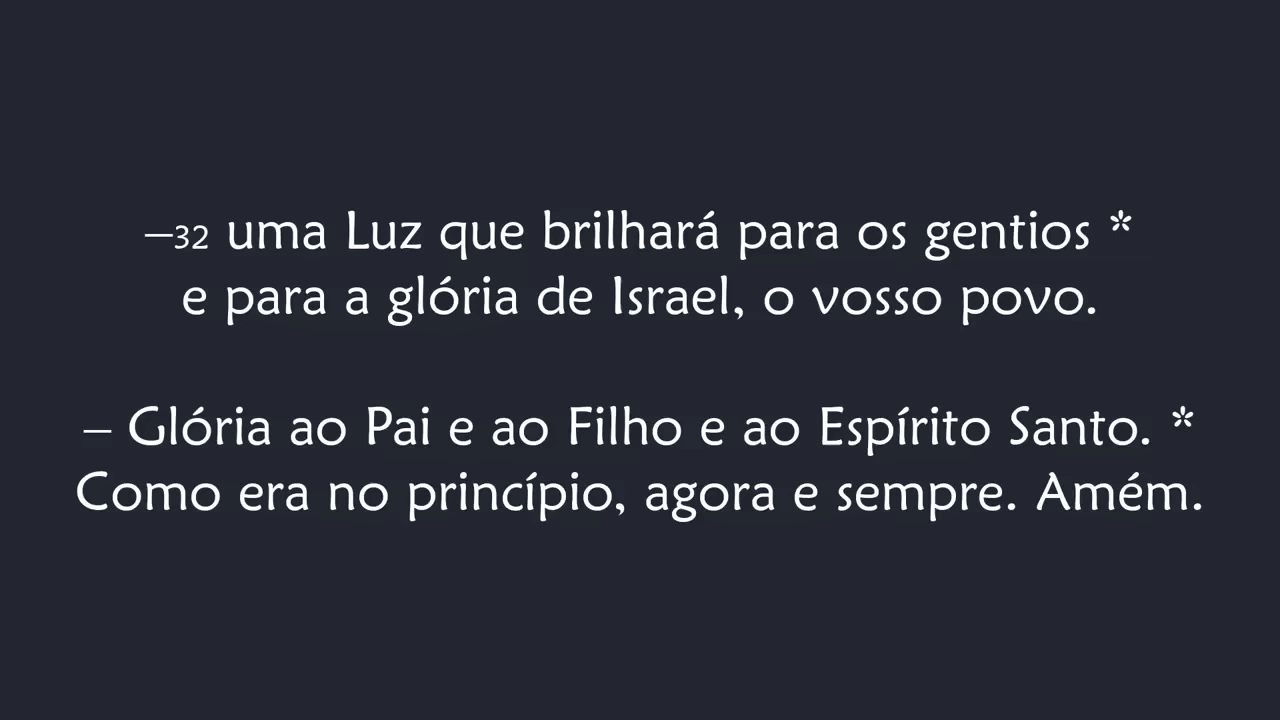 –32 uma Luz que brilhará para os gentios *
e para a glória de Israel, o vosso povo.
– Glória ao Pai e ao Filho e ao Espírito Santo. *
Como era no princípio, agora e sempre. Amém.